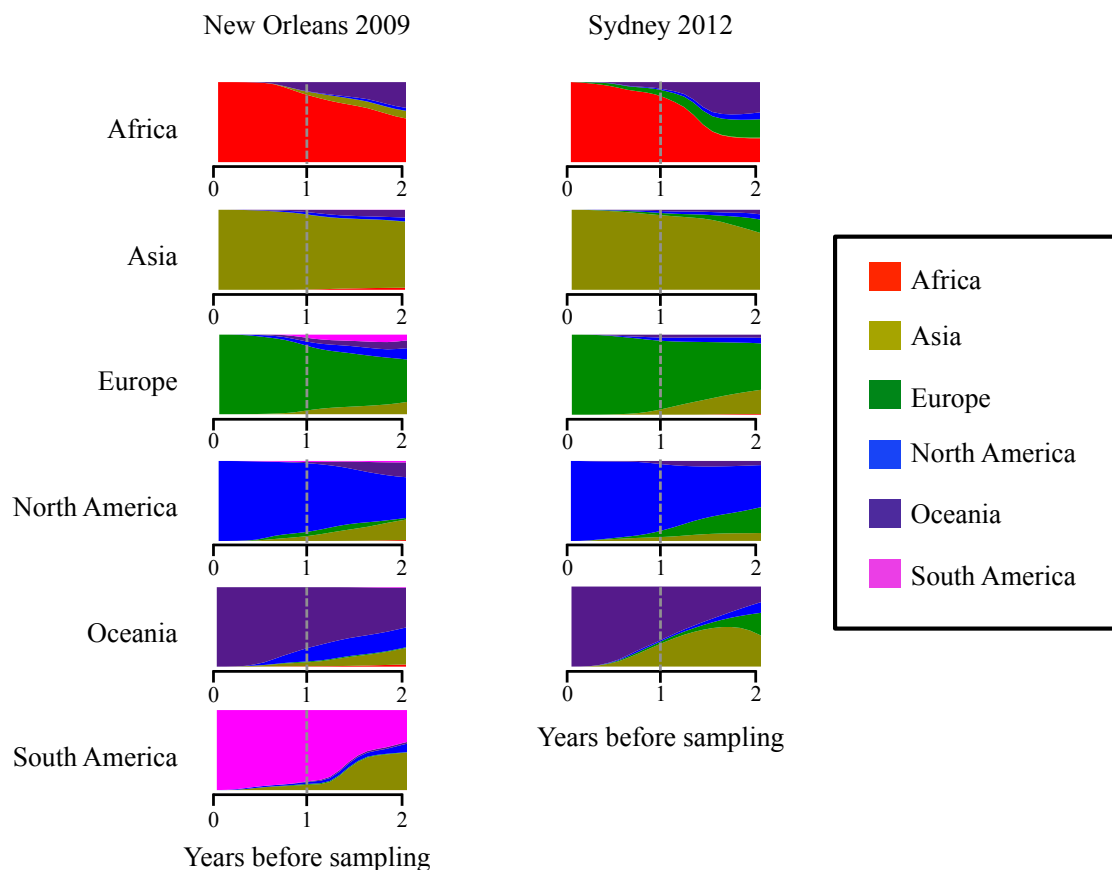 New Orleans 2009
Sydney 2012
Africa
0 1 2
0 1 2
Asia
0 1 2
0 1 2
Europe
0 1 2
0 1 2
North America
0 1 2
0 1 2
Oceania
0 1 2
0 1 2
South America
0 1 2
Years before sampling
Years before sampling
Africa
Asia
Europe
North America
Oceania
South America